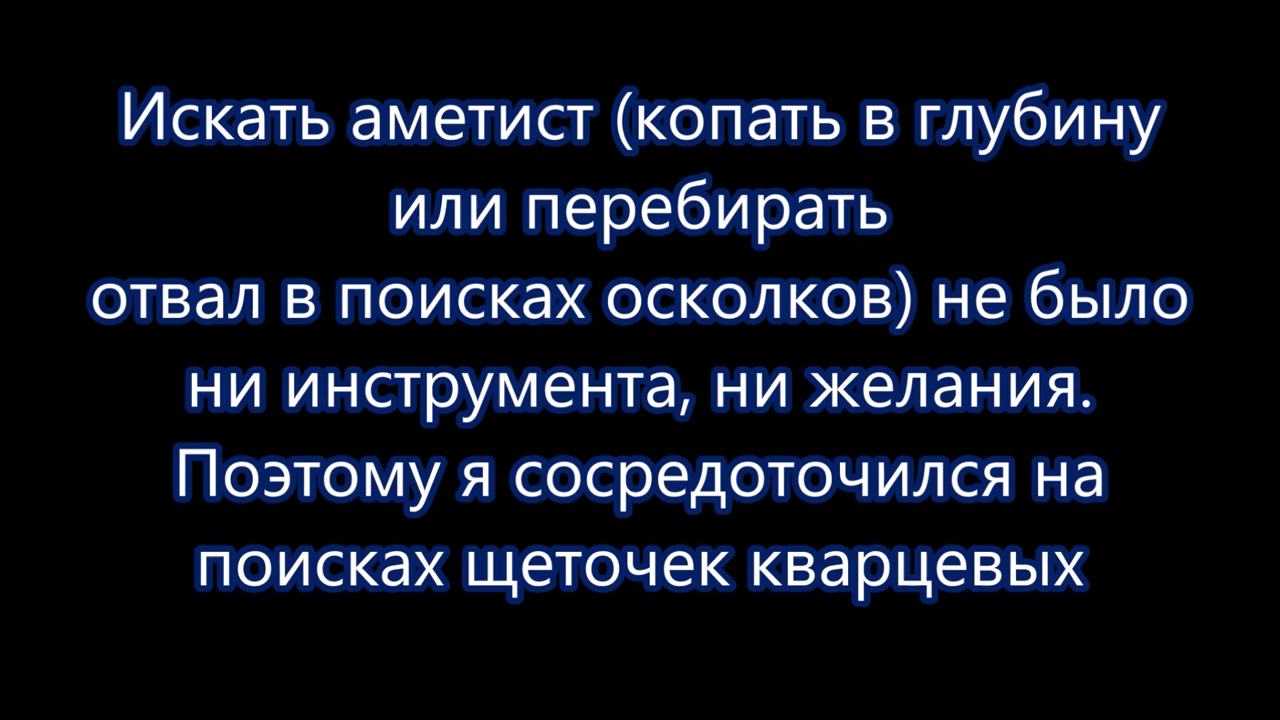 Искать аметист (копать в глубину
или перебирать
отвал в поисках осколков) не было
ни инструмента, ни желания.
Поэтому я сосредоточился на
поисках щеточек кварцевых